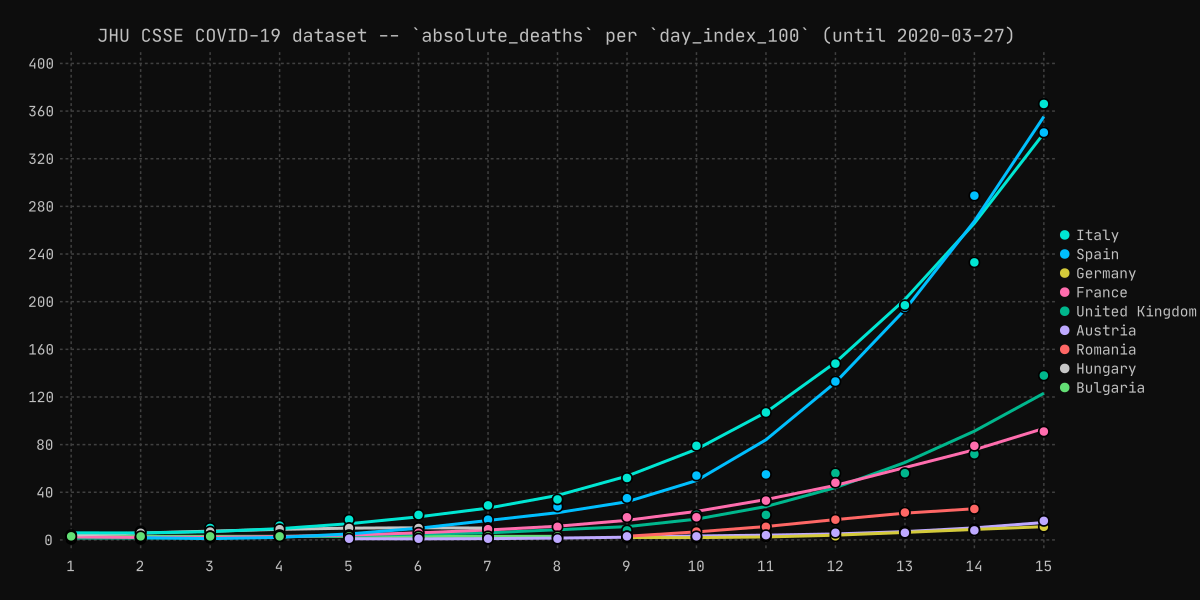 JHU CSSE COVID-19 dataset -- `absolute_deaths` per `day_index_100` (until 2020-03-27)
400
360
320
280
240
200
160
120
80
40
0
1 2 3 4 5 6 7 8 9 10 11 12 13 14 15
Italy
Spain
Germany
France
United Kingdom
Austria
Romania
Hungary
Bulgaria